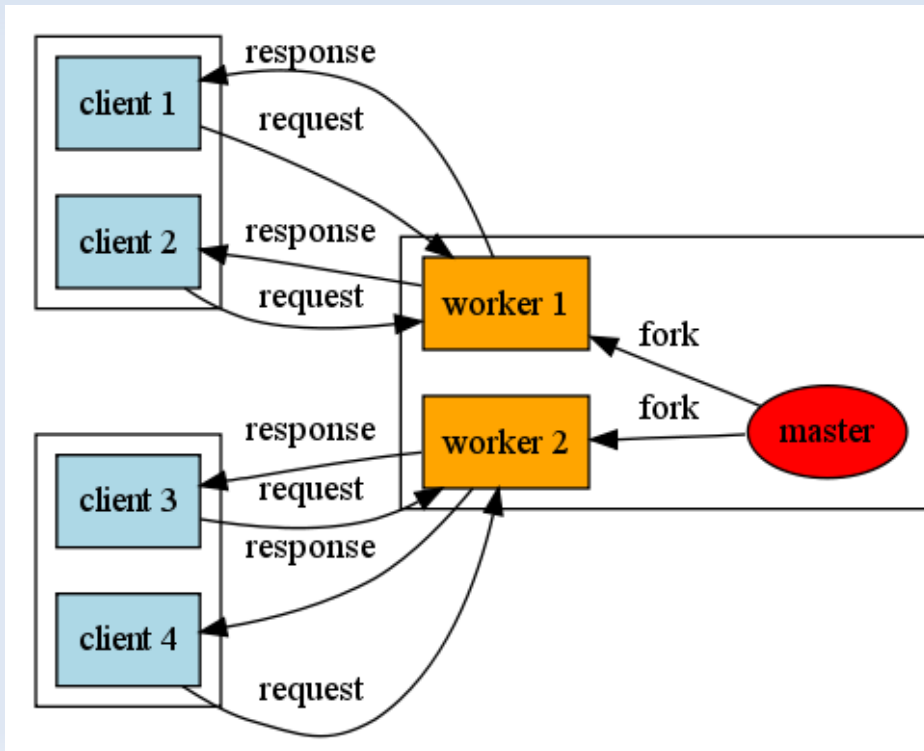 response
client 1
request
client 2
response
request
worker 1
fork
fork
worker 2
master
response
client 3
request
response
client 4
request